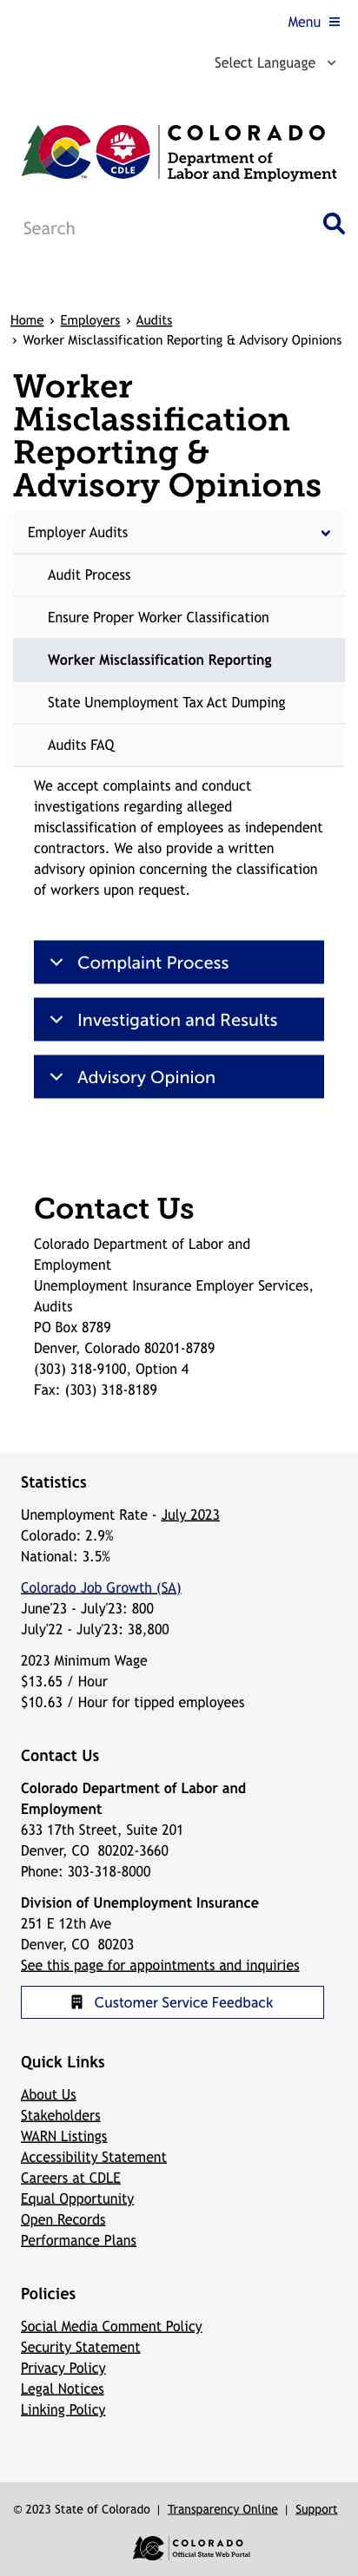 Menu
Select Language
CDLE
COLORADO
Department of
Labor and Employment
Search
Home › Employers › Audits
› Worker Misclassification Reporting & Advisory Opinions
Worker
Misclassification
Reporting &
Advisory Opinions
Employer Audits
Audit Process
Ensure Proper Worker Classification
Worker Misclassification Reporting
State Unemployment Tax Act Dumping
Audits FAQ
We accept complaints and conduct
investigations regarding alleged
misclassification of employees as independent
contractors. We also provide a written
advisory opinion concerning the classification
of workers upon request.
Complaint Process
Investigation and Results
Advisory Opinion
Contact Us
Colorado Department of Labor and
Employment
Unemployment Insurance Employer Services,
Audits
PO Box 8789
Denver, Colorado 80201-8789
(303) 318-9100, Option 4
Fax: (303) 318-8189
Statistics
Unemployment Rate - July 2023
Colorado: 2.9%
National: 3.5%
Colorado Job Growth (SA)
June'23 - July'23: 800
July'22 - July'23: 38,800
2023 Minimum Wage
$13.65 / Hour
$10.63 / Hour for tipped employees
Contact Us
Colorado Department of Labor and
Employment
633 17th Street, Suite 201
Denver, CO  80202-3660
Phone: 303-318-8000
Division of Unemployment Insurance
251 E 12th Ave
Denver, CO  80203
See this page for appointments and inquiries
Customer Service Feedback
Quick Links
About Us
Stakeholders
WARN Listings
Accessibility Statement
Careers at CDLE
Equal Opportunity
Open Records
Performance Plans
Policies
Social Media Comment Policy
Security Statement
Privacy Policy
Legal Notices
Linking Policy
© 2023 State of Colorado | Transparency Online | Support
COLORADO
Official State Web Portal